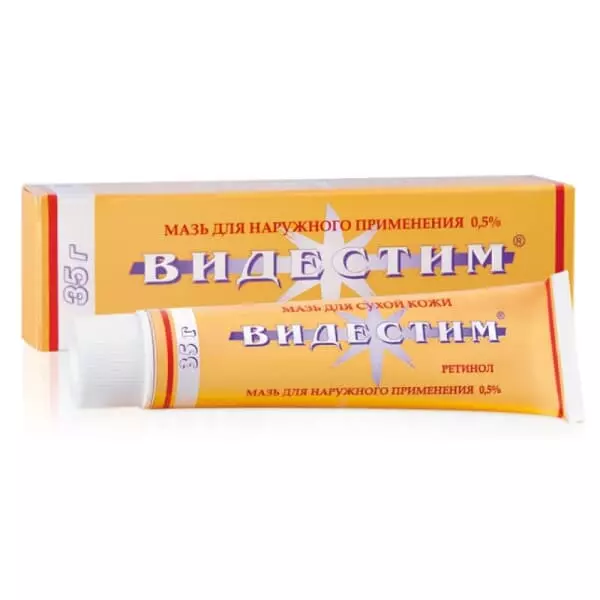 35 г
МАЗЬ ДЛЯ НАРУЖНОГО ПРИМЕНЕНИЯ 0,5%
ВИДЕСТИМ®
35 г
МАЗЬ ДЛЯ СУХОЙ КОЖИ
ВИДЕСТИМ®
РЕТИНОЛ
МАЗЬ ДЛЯ НАРУЖНОГО ПРИМЕНЕНИЯ 0,5%